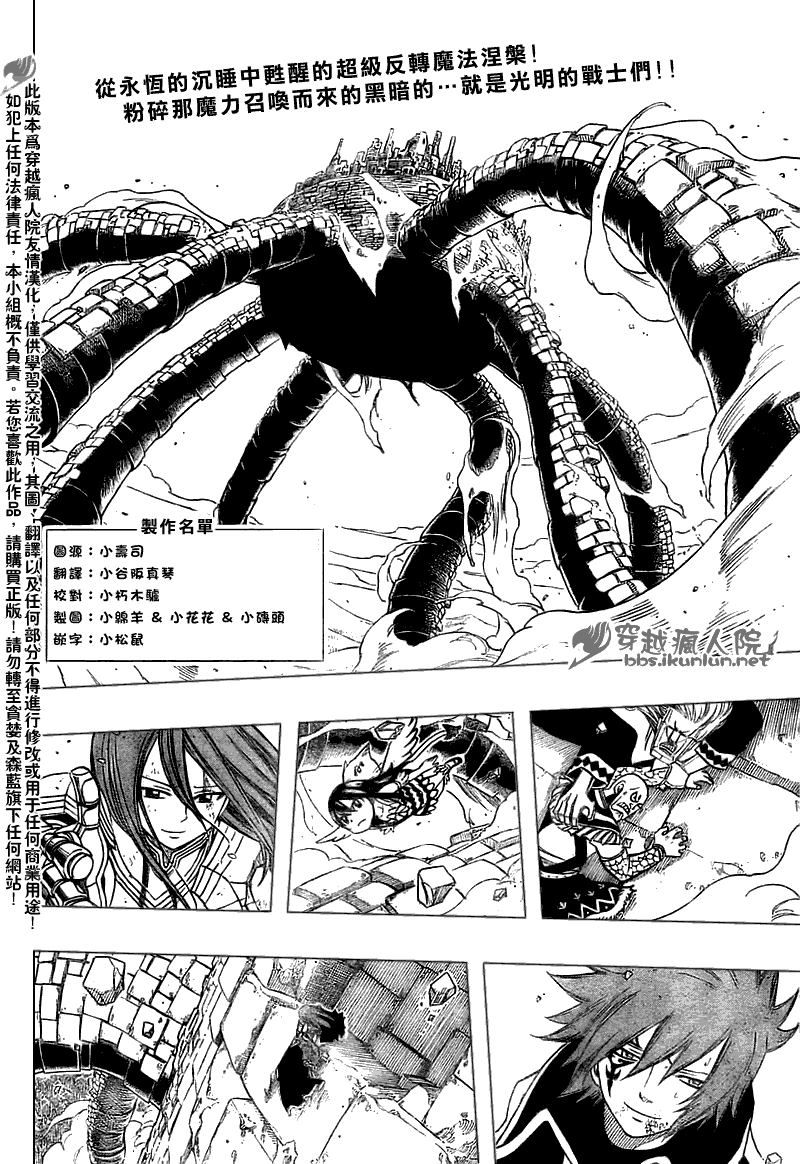 從永恆的沉睡中甦醒的超級反轉魔法涅槃!
粉碎那魔力召喚而來的黑暗的…就是光明的戰士們!!
此版本爲穿越瘋人院友情漢化,僅供學習交流之用,其圖,翻譯以及任何部分不得進行修改或用于任何商業用途!
如犯上任何法律責任,本小組概不負責。若您喜歡此作品,請購買正版!請勿轉至貪婪及森藍旗下任何網站!
製作名單
圖源:小壽司
翻譯:小谷阪真琴
校對:小朽木驢
製圖:小綿羊 & 小花花 & 小磚頭
嵌字:小松鼠
穿越瘋人院
bbs.ikunlun.net